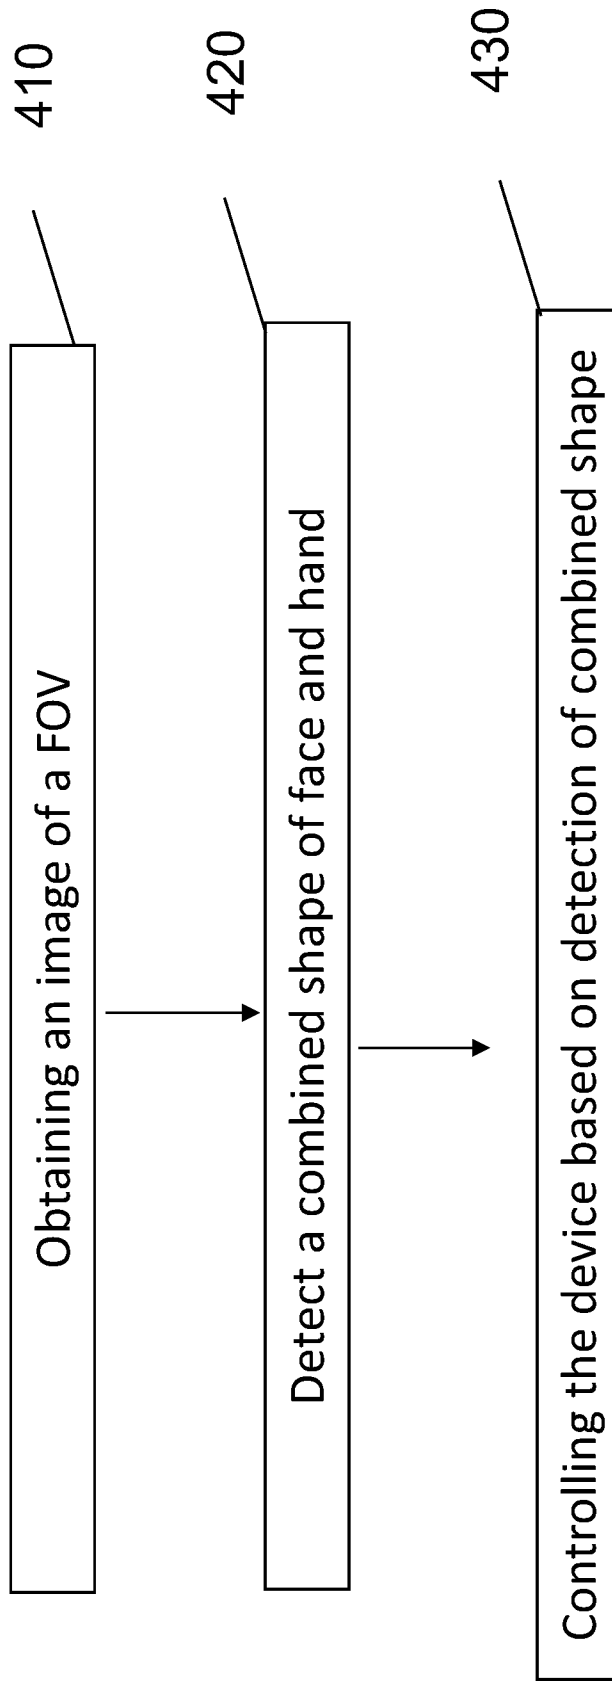 410
Obtaining an image of a FOV
420
Detect a combined shape of face and hand
430
Controlling the device based on detection of combined shape